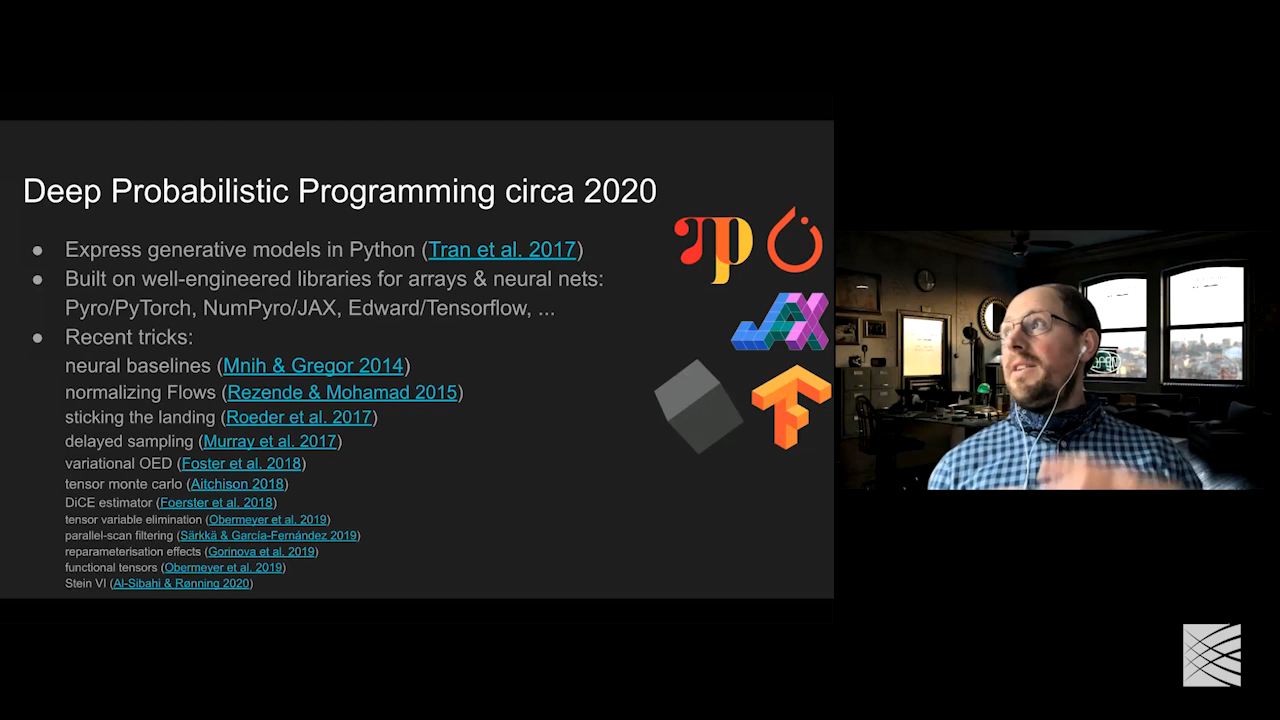 Deep Probabilistic Programming circa 2020
● Express generative models in Python (Tran et al. 2017)
● Built on well-engineered libraries for arrays & neural nets:
Pyro/PyTorch, NumPyro/JAX, Edward/Tensorflow, ...
● Recent tricks:
neural baselines (Mnih & Gregor 2014)
normalizing Flows (Rezende & Mohamad 2015)
sticking the landing (Roeder et al. 2017)
delayed sampling (Murray et al. 2017)
variational OED (Foster et al. 2018)
tensor monte carlo (Aitchison 2018)
DiCE estimator (Foerster et al. 2018)
tensor variable elimination (Obermeyer et al. 2019)
parallel-scan filtering (Särkkä & García-Fernández 2019)
reparameterisation effects (Gorinova et al. 2019)
functional tensors (Obermeyer et al. 2019)
Stein VI (Al-Sibahi & Rønning 2020)
JAX
OPEN